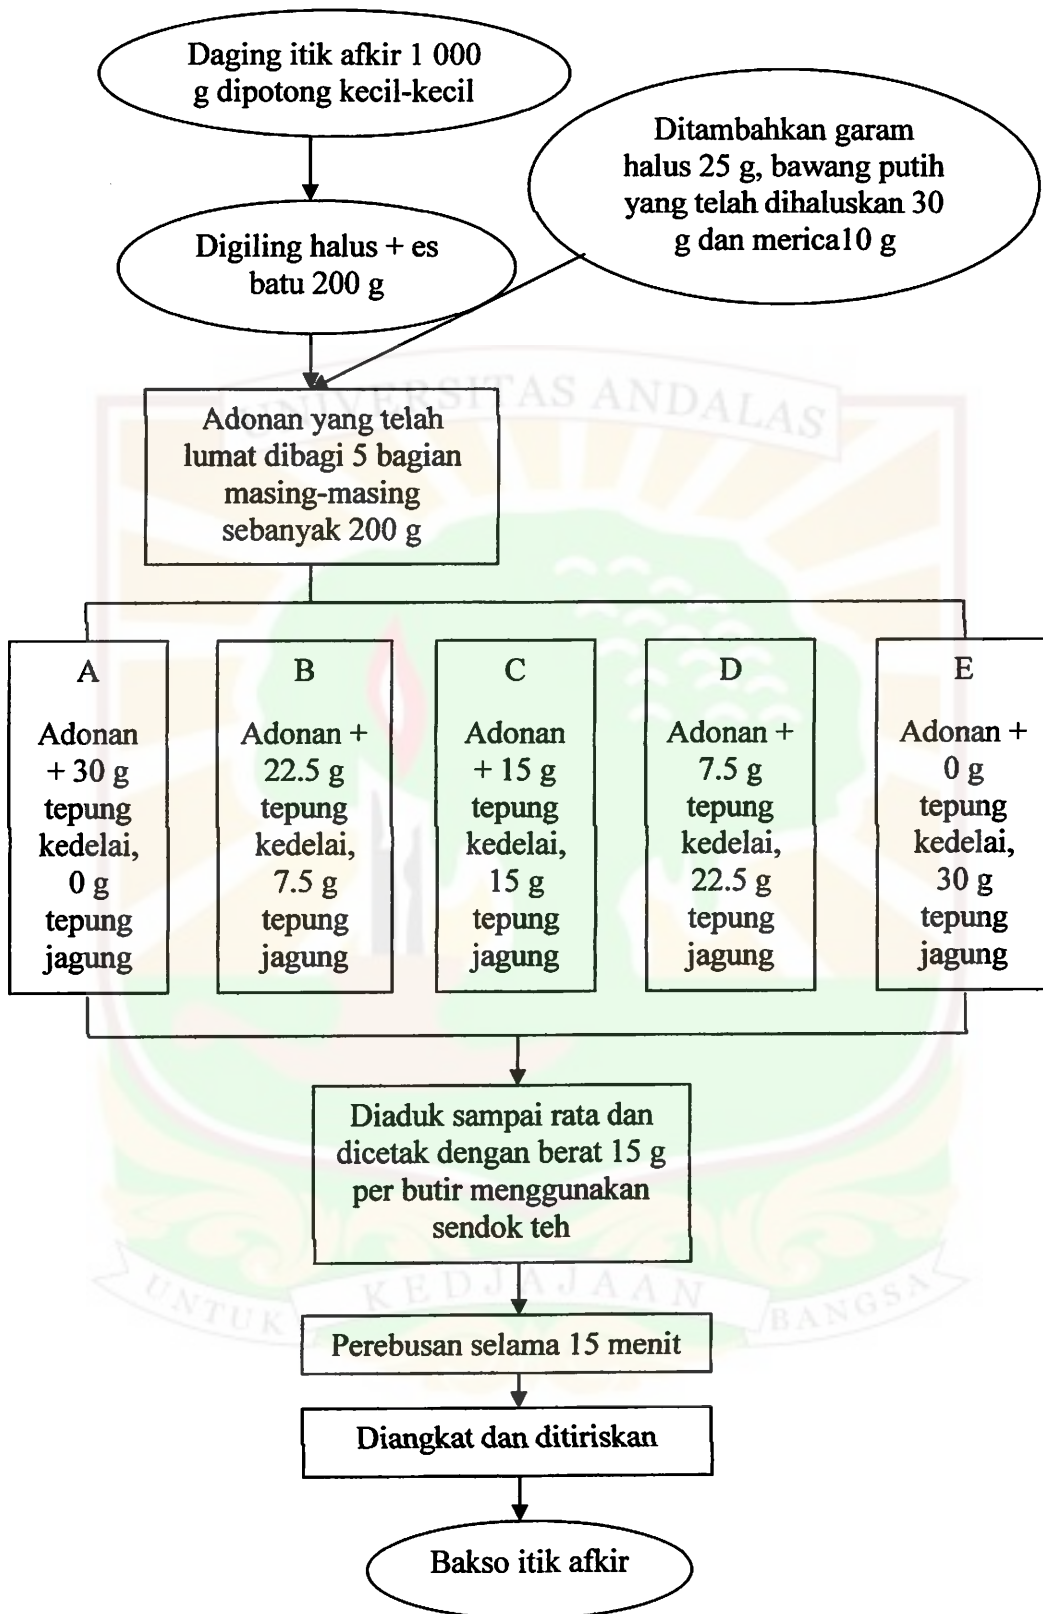 Daging itik afkir 1 000
g dipotong kecil-kecil
Ditambahkan garam
halus 25 g, bawang putih
yang telah dihaluskan 30
g dan merica10 g
Digiling halus + es
batu 200 g
UNIVERSITAS ANDALAS
Adonan yang telah
lumat dibagi 5 bagian
masing-masing
sebanyak 200 g
A
Adonan
+ 30 g
tepung
kedelai,
0 g
tepung
jagung
B
Adonan +
22.5 g
tepung
kedelai,
7.5 g
tepung
jagung
C
Adonan
+ 15 g
tepung
kedelai,
15 g
tepung
jagung
D
Adonan +
7.5 g
tepung
kedelai,
22.5 g
tepung
jagung
E
Adonan +
0 g
tepung
kedelai,
30 g
tepung
jagung
Diaduk sampai rata dan
dicetak dengan berat 15 g
per butir menggunakan
sendok teh
UNTUK KEDJAJAAN BANGSA
Perebusan selama 15 menit
Diangkat dan ditiriskan
Bakso itik afkir